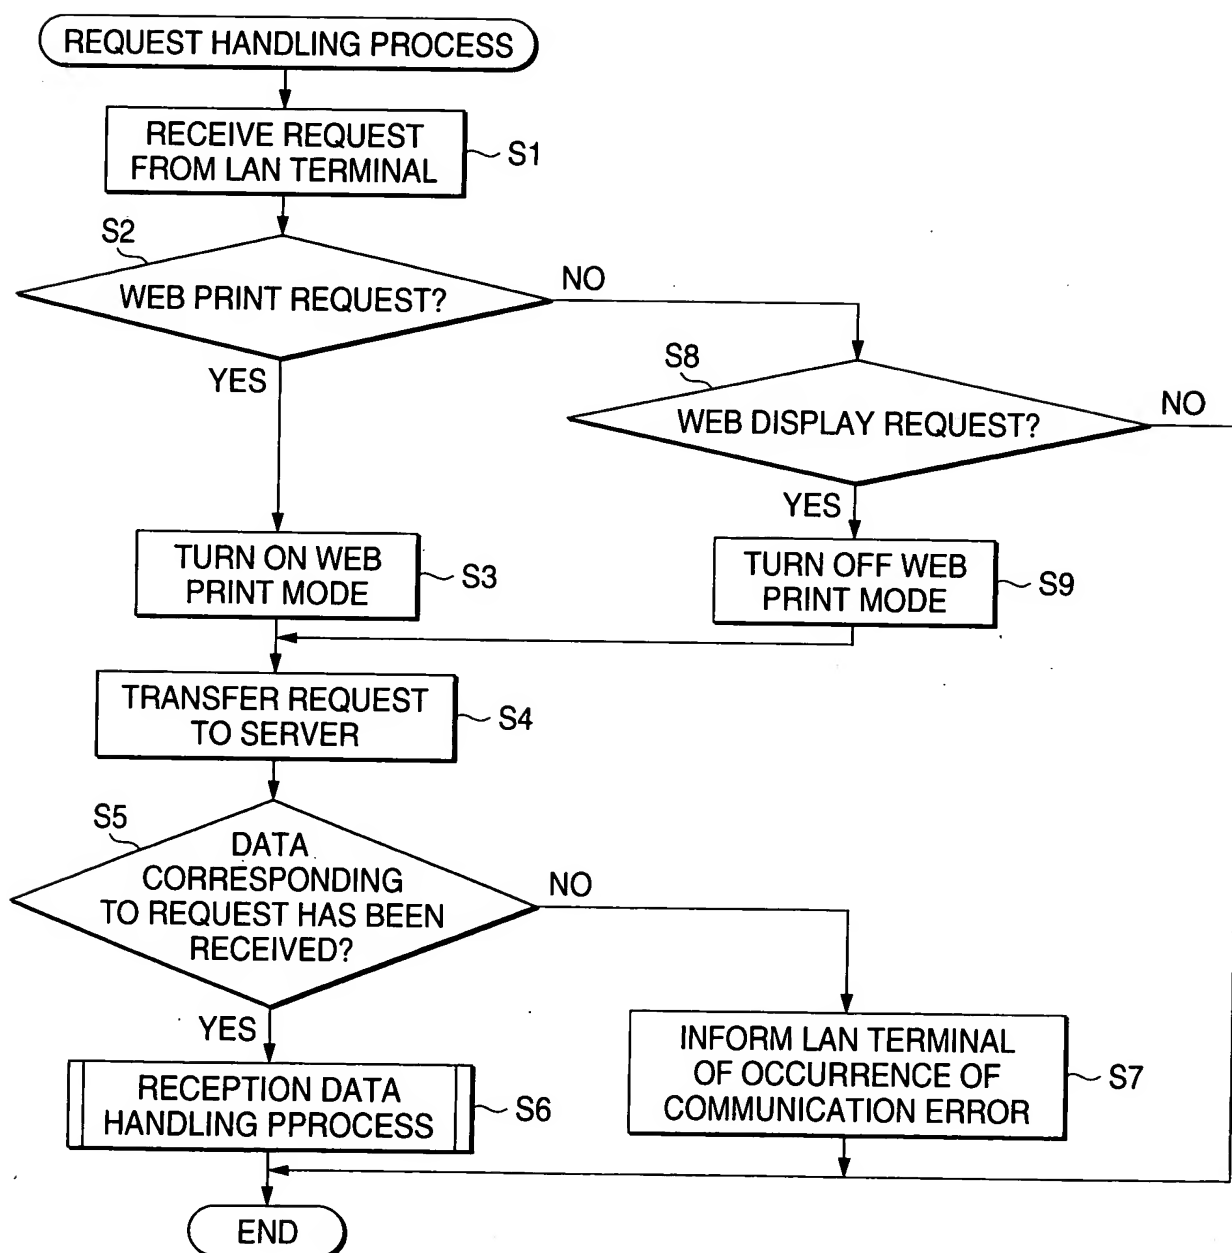 REQUEST HANDLING PROCESS
RECEIVE REQUEST
FROM LAN TERMINAL
S1
S2
WEB PRINT REQUEST?
NO
YES
S8
WEB DISPLAY REQUEST?
NO
YES
TURN ON WEB
PRINT MODE
S3
TURN OFF WEB
PRINT MODE
S9
TRANSFER REQUEST
TO SERVER
S4
S5
DATA
CORRESPONDING
TO REQUEST HAS BEEN
RECEIVED?
NO
YES
RECEPTION DATA
HANDLING PPROCESS
S6
INFORM LAN TERMINAL
OF OCCURRENCE OF
COMMUNICATION ERROR
S7
END